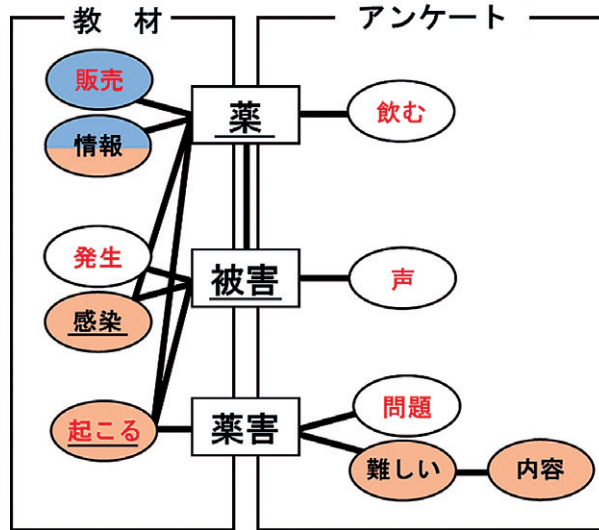 教材
アンケート
販売
薬
飲む
情報
発生
被害
声
感染
問題
起こる
薬害
難しい
内容